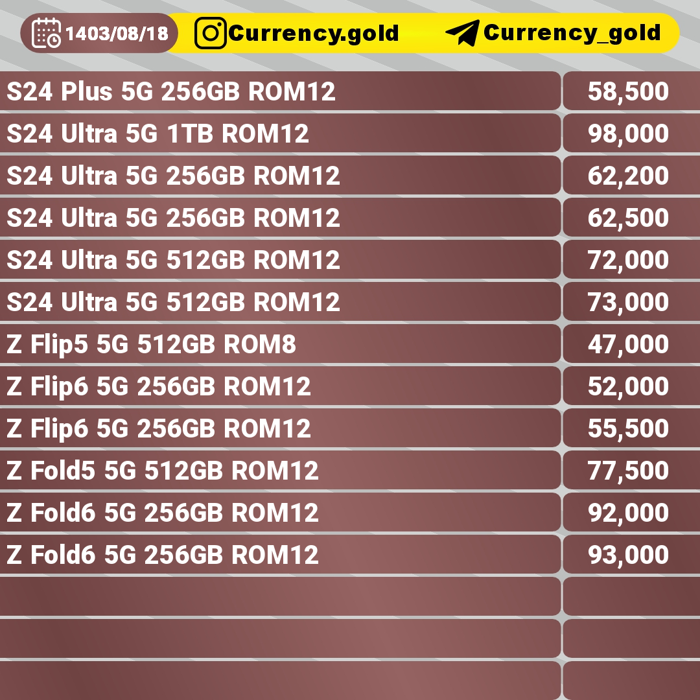 1403/08/18 Currency.gold Currency_gold
S24 Plus 5G 256GB ROM12 58,500
S24 Ultra 5G 1TB ROM12 98,000
S24 Ultra 5G 256GB ROM12 62,200
S24 Ultra 5G 256GB ROM12 62,500
S24 Ultra 5G 512GB ROM12 72,000
S24 Ultra 5G 512GB ROM12 73,000
Z Flip5 5G 512GB ROM8 47,000
Z Flip6 5G 256GB ROM12 52,000
Z Flip6 5G 256GB ROM12 55,500
Z Fold5 5G 512GB ROM12 77,500
Z Fold6 5G 256GB ROM12 92,000
Z Fold6 5G 256GB ROM12 93,000